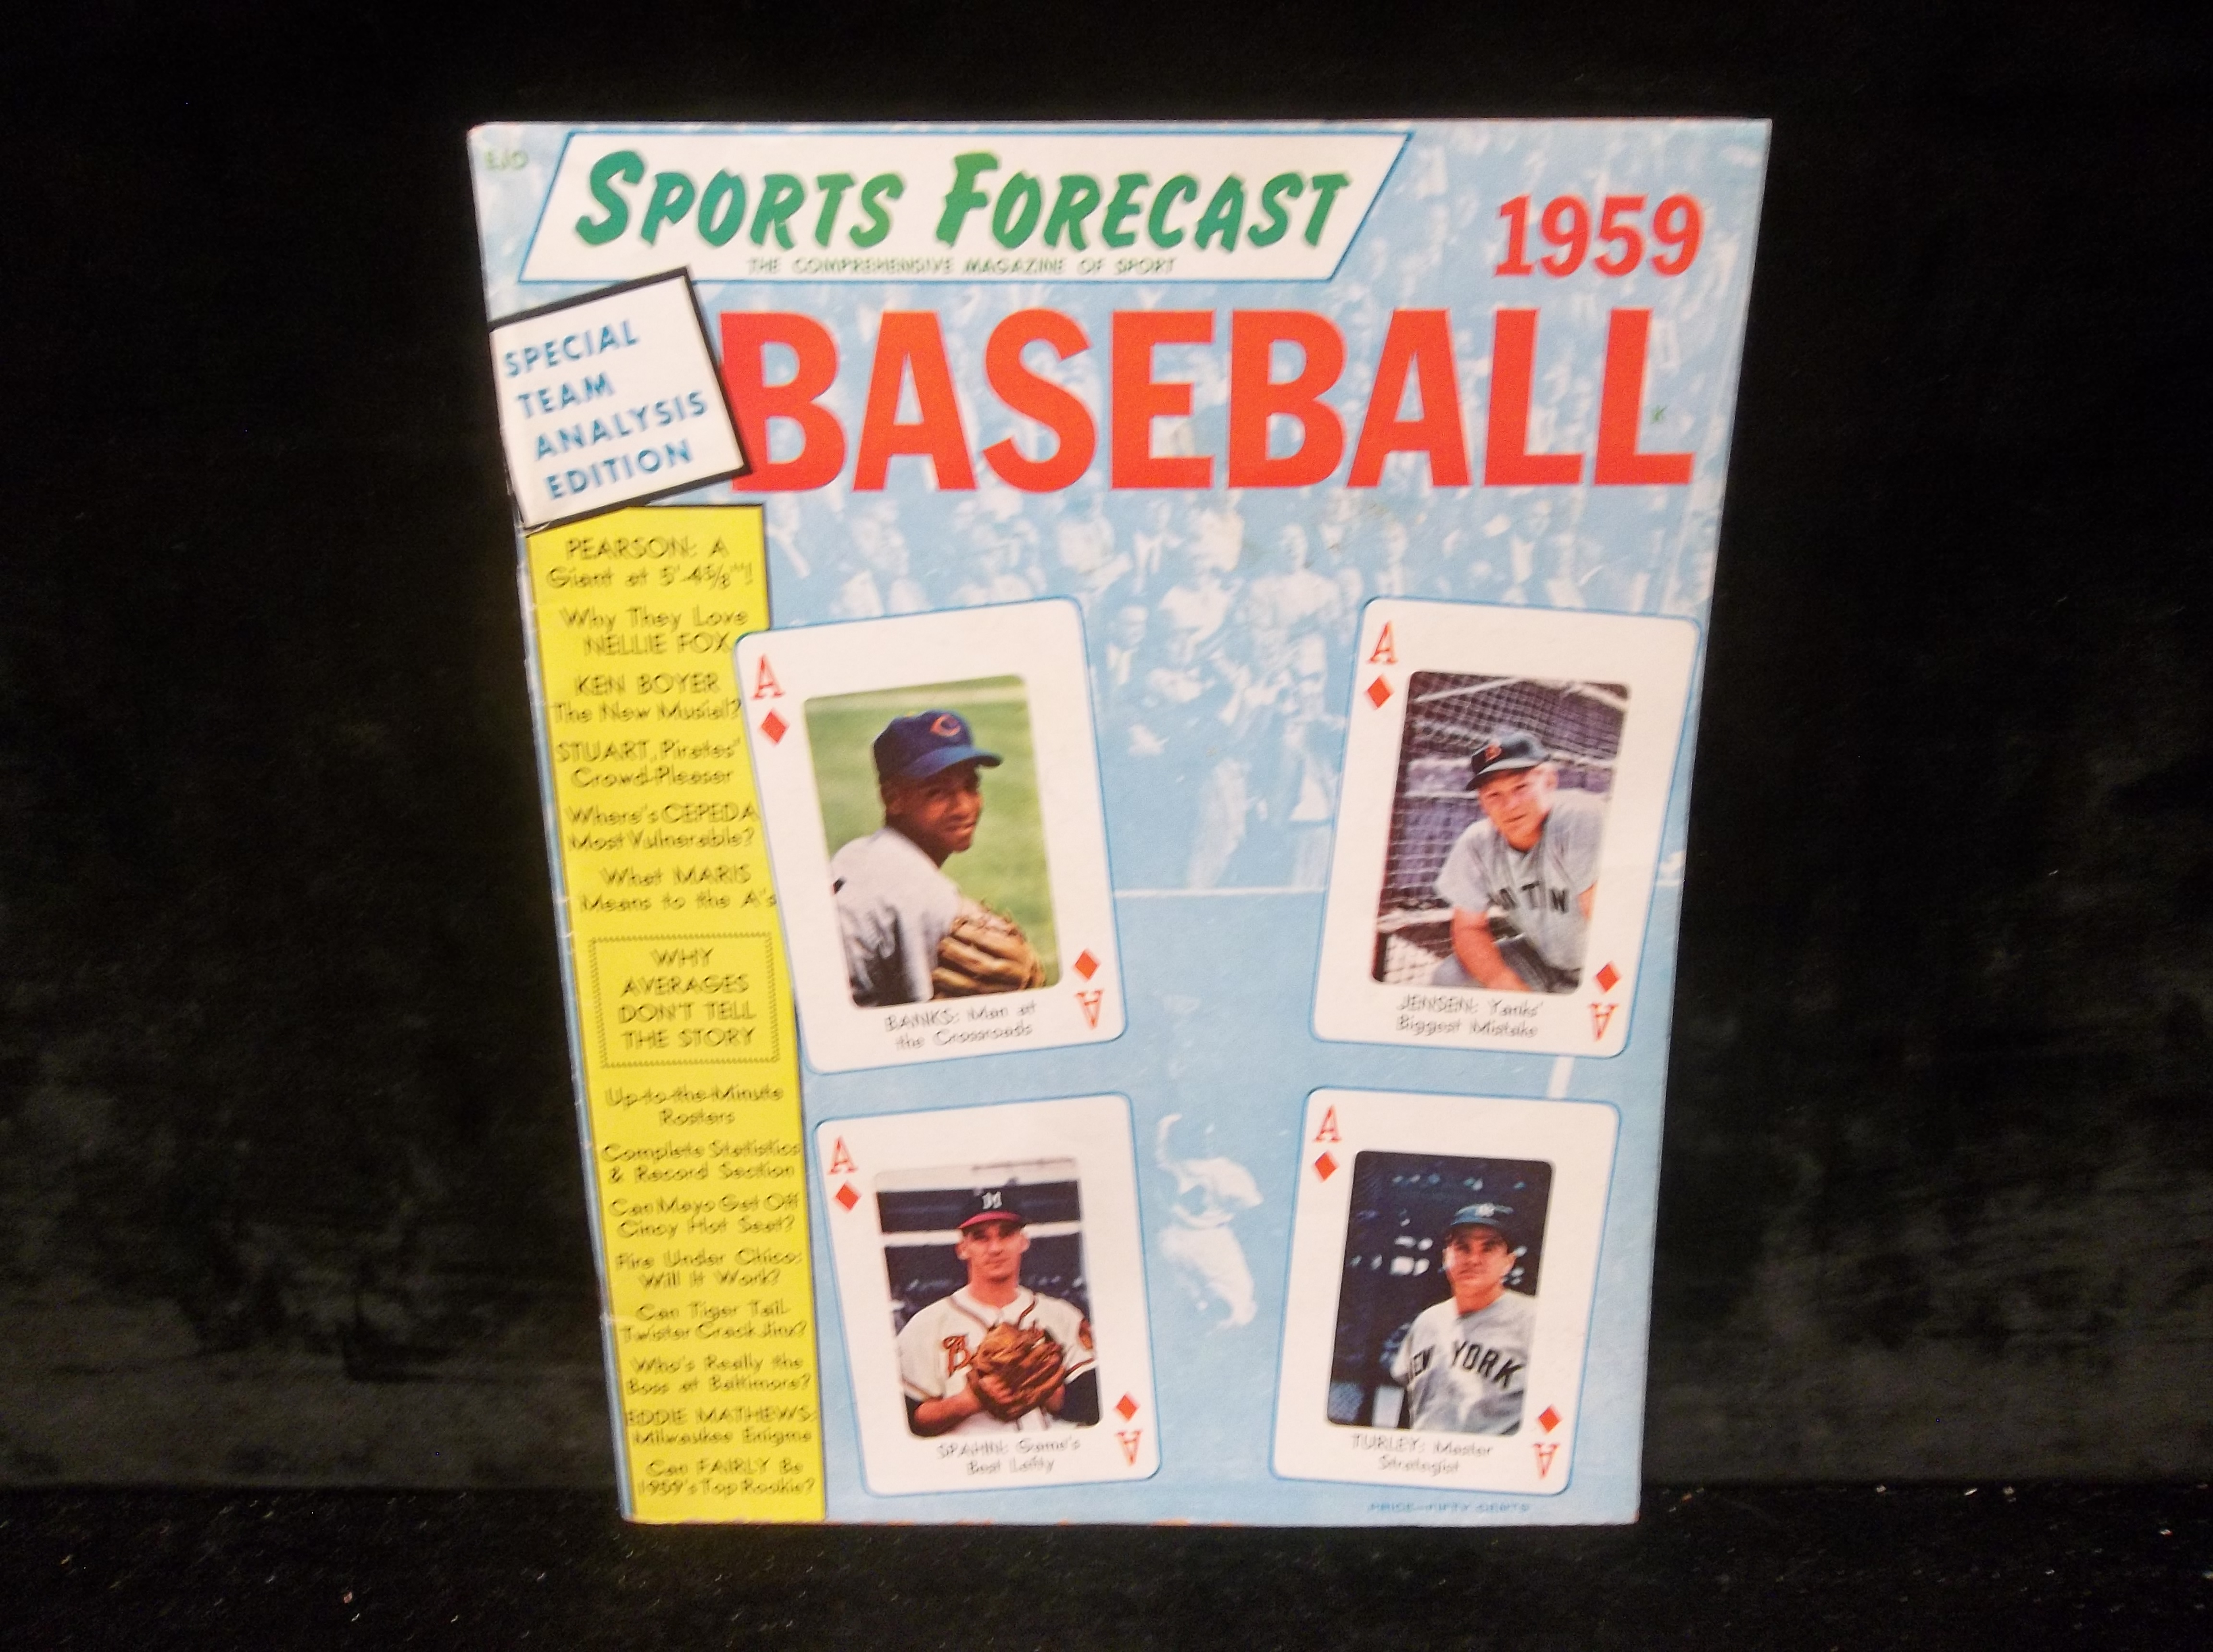 EJO
SPORTS FORECAST
THE COMPREHENSIVE MAGAZINE OF SPORT
1959
BASEBALL
K
SPECIAL
TEAM
ANALYSIS
EDITION
PEARSON: A
Giant at 5' 4⅝"!
Why They Love
NELLIE FOX
KEN BOYER
The New Musial?
STUART, Pirates'
Crowd-Pleaser
Where's CEPEDA
Most Vulnerable?
What MARIS
Means to the A's
WHY
AVERAGES
DON'T TELL
THE STORY
Up-to-the-Minute
Rosters
Complete Statistics
& Record Section
Can Mayo Get Off
Cincy Hot Seat?
Fire Under Chico:
Will It Work?
Can Tiger Tail
Twister Crack Jinx?
Who's Really the
Boss at Baltimore?
EDDIE MATHEWS:
Milwaukee Enigma
Can FAIRLY Be
1959's Top Rookie?
A
C
BANKS: Man at
the Crossroads
A
A
B
JENSEN: Yanks'
Biggest Mistake
A
A
M
B
SPAHN: Game's
Best Lefty
A
A
NEW YORK
TURLEY: Master
Strategist
A
PRICE—FIFTY CENTS